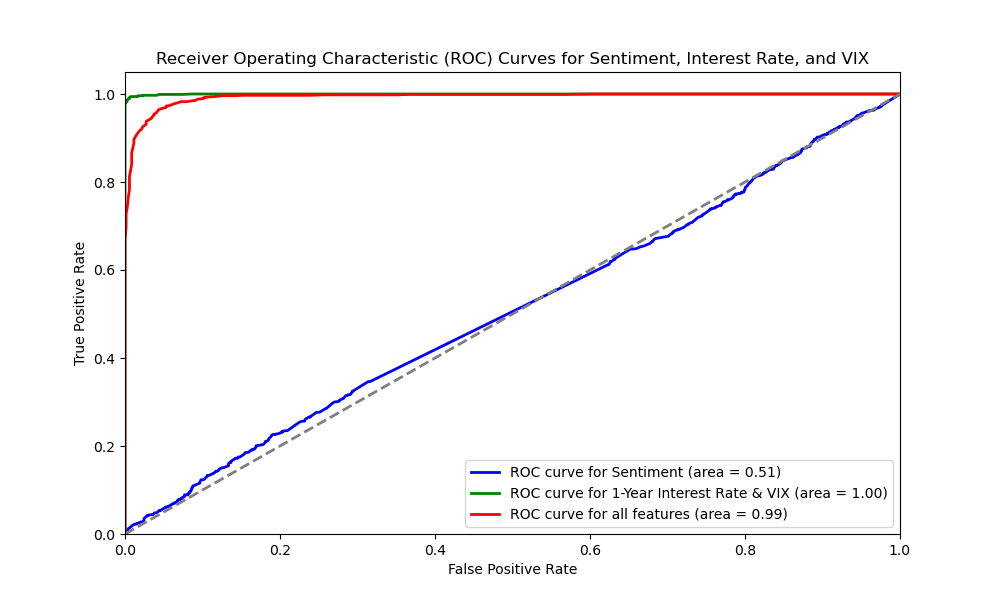 Receiver Operating Characteristic (ROC) Curves for Sentiment, Interest Rate, and VIX
True Positive Rate
1.0
0.8
0.6
0.4
0.2
0.0
ROC curve for Sentiment (area = 0.51)
ROC curve for 1-Year Interest Rate & VIX (area = 1.00)
ROC curve for all features (area = 0.99)
0.0 0.2 0.4 0.6 0.8 1.0
False Positive Rate